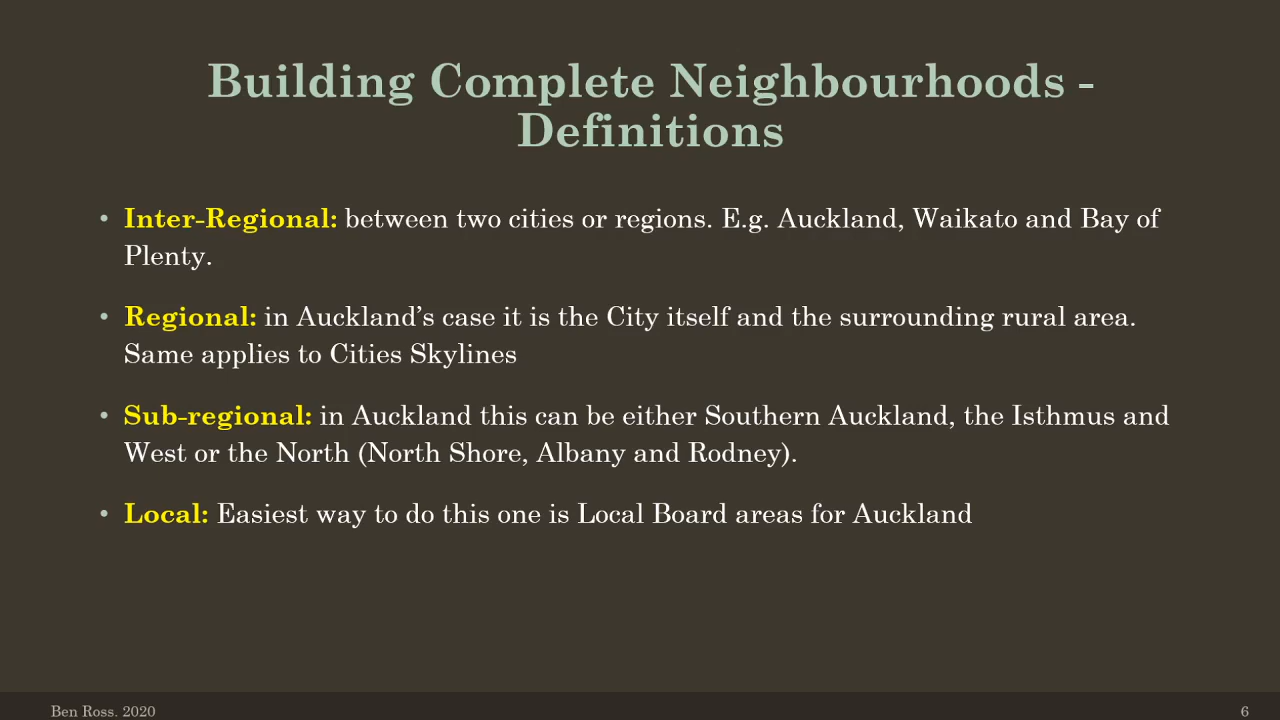 Building Complete Neighbourhoods -
Definitions
• Inter-Regional: between two cities or regions. E.g. Auckland, Waikato and Bay of
Plenty.
• Regional: in Auckland’s case it is the City itself and the surrounding rural area.
Same applies to Cities Skylines
• Sub-regional: in Auckland this can be either Southern Auckland, the Isthmus and
West or the North (North Shore, Albany and Rodney).
• Local: Easiest way to do this one is Local Board areas for Auckland
Ben Ross. 2020
6